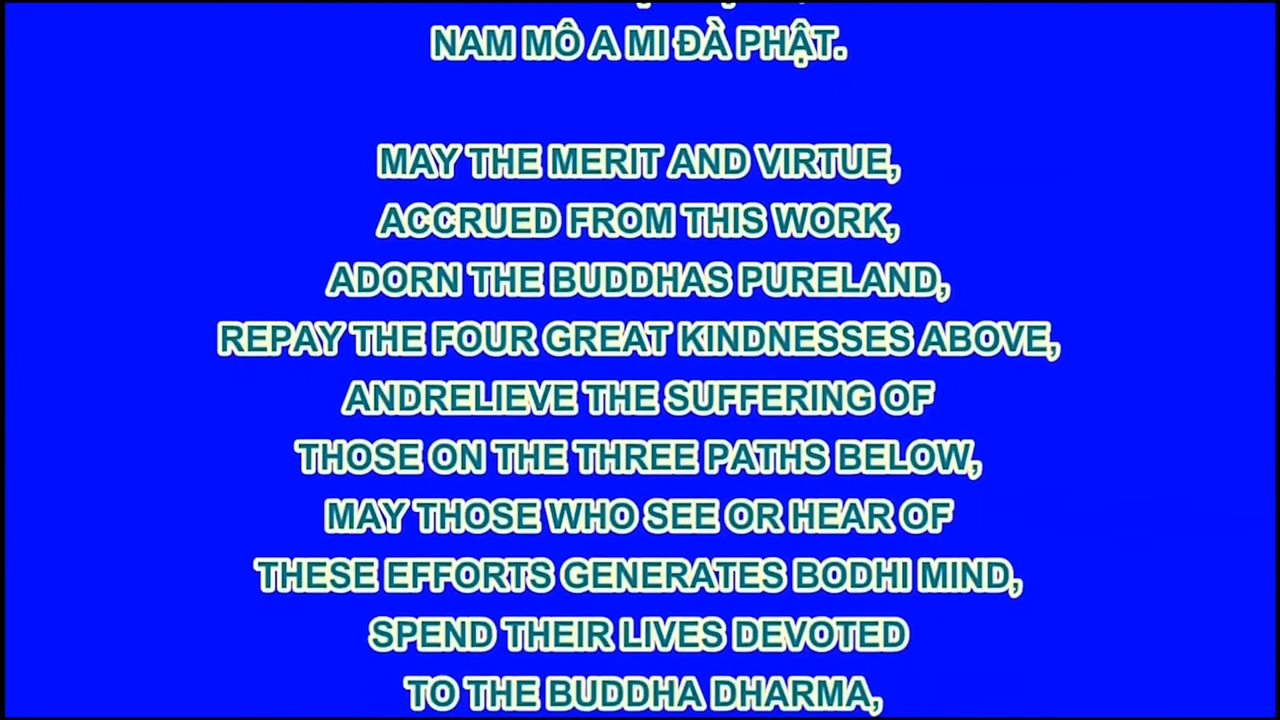 NAM MÔ A MI ĐÀ PHẬT.
MAY THE MERIT AND VIRTUE,
ACCRUED FROM THIS WORK,
ADORN THE BUDDHAS PURELAND,
REPAY THE FOUR GREAT KINDNESSES ABOVE,
ANDRELIEVE THE SUFFERING OF
THOSE ON THE THREE PATHS BELOW,
MAY THOSE WHO SEE OR HEAR OF
THESE EFFORTS GENERATES BODHI MIND,
SPEND THEIR LIVES DEVOTED
TO THE BUDDHA DHARMA,